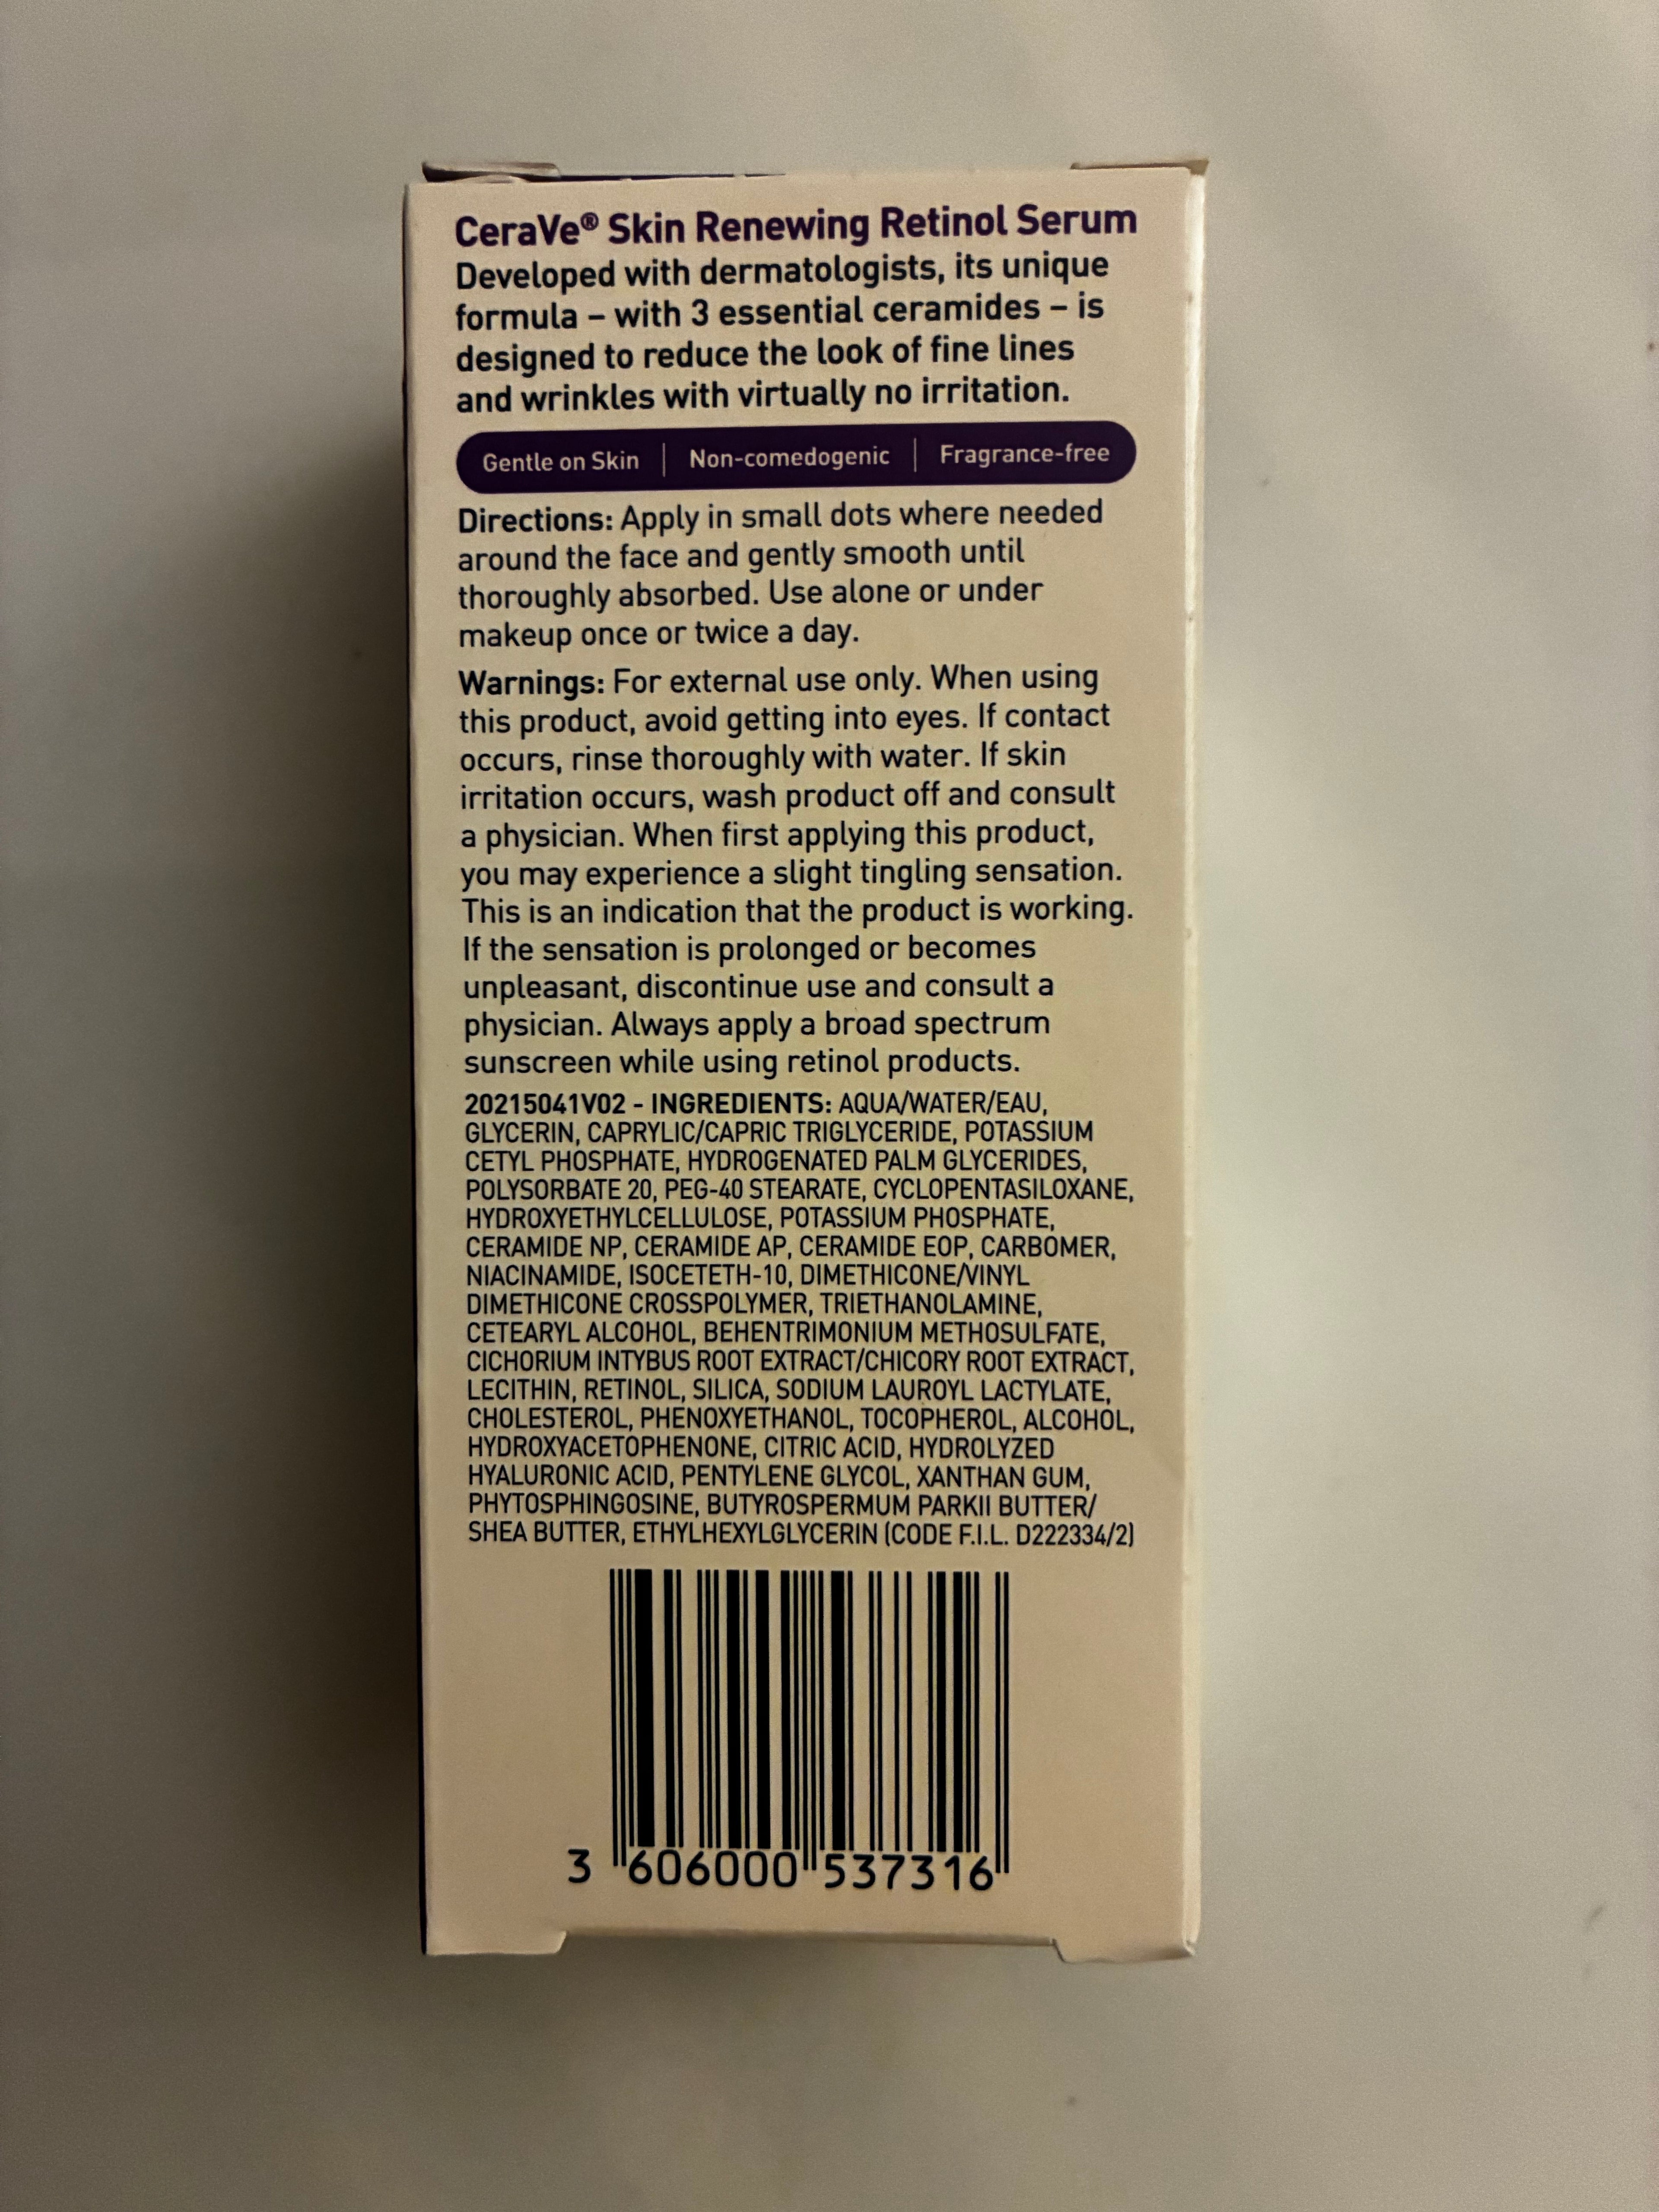 CeraVe® Skin Renewing Retinol Serum
Developed with dermatologists, its unique
formula – with 3 essential ceramides – is
designed to reduce the look of fine lines
and wrinkles with virtually no irritation.
Gentle on Skin | Non-comedogenic | Fragrance-free
Directions: Apply in small dots where needed
around the face and gently smooth until
thoroughly absorbed. Use alone or under
makeup once or twice a day.
Warnings: For external use only. When using
this product, avoid getting into eyes. If contact
occurs, rinse thoroughly with water. If skin
irritation occurs, wash product off and consult
a physician. When first applying this product,
you may experience a slight tingling sensation.
This is an indication that the product is working.
If the sensation is prolonged or becomes
unpleasant, discontinue use and consult a
physician. Always apply a broad spectrum
sunscreen while using retinol products.
20215041V02 - INGREDIENTS: AQUA/WATER/EAU,
GLYCERIN, CAPRYLIC/CAPRIC TRIGLYCERIDE, POTASSIUM
CETYL PHOSPHATE, HYDROGENATED PALM GLYCERIDES,
POLYSORBATE 20, PEG-40 STEARATE, CYCLOPENTASILOXANE,
HYDROXYETHYLCELLULOSE, POTASSIUM PHOSPHATE,
CERAMIDE NP, CERAMIDE AP, CERAMIDE EOP, CARBOMER,
NIACINAMIDE, ISOCETETH-10, DIMETHICONE/VINYL
DIMETHICONE CROSSPOLYMER, TRIETHANOLAMINE,
CETEARYL ALCOHOL, BEHENTRIMONIUM METHOSULFATE,
CICHORIUM INTYBUS ROOT EXTRACT/CHICORY ROOT EXTRACT,
LECITHIN, RETINOL, SILICA, SODIUM LAUROYL LACTYLATE,
CHOLESTEROL, PHENOXYETHANOL, TOCOPHEROL, ALCOHOL,
HYDROXYACETOPHENONE, CITRIC ACID, HYDROLYZED
HYALURONIC ACID, PENTYLENE GLYCOL, XANTHAN GUM,
PHYTOSPHINGOSINE, BUTYROSPERMUM PARKII BUTTER/
SHEA BUTTER, ETHYLHEXYLGLYCERIN (CODE F.I.L. D222334/2)
3 606000 537316